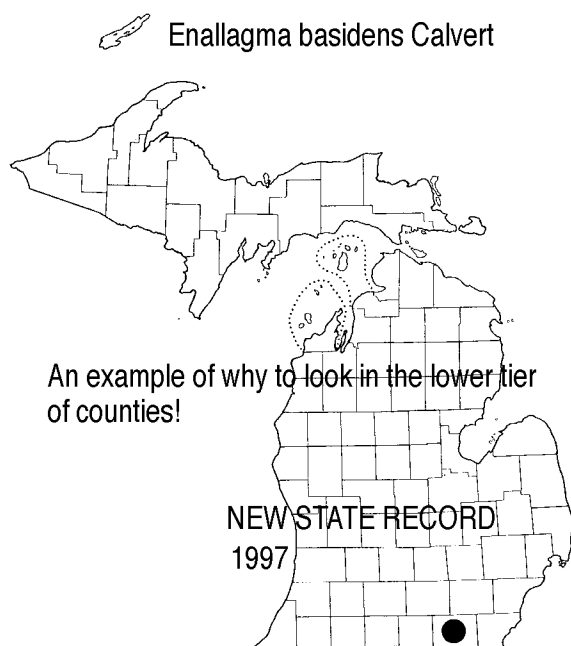 Enallagma basidens Calvert
An example of why to look in the lower tier
of counties!
NEW STATE RECORD
1997